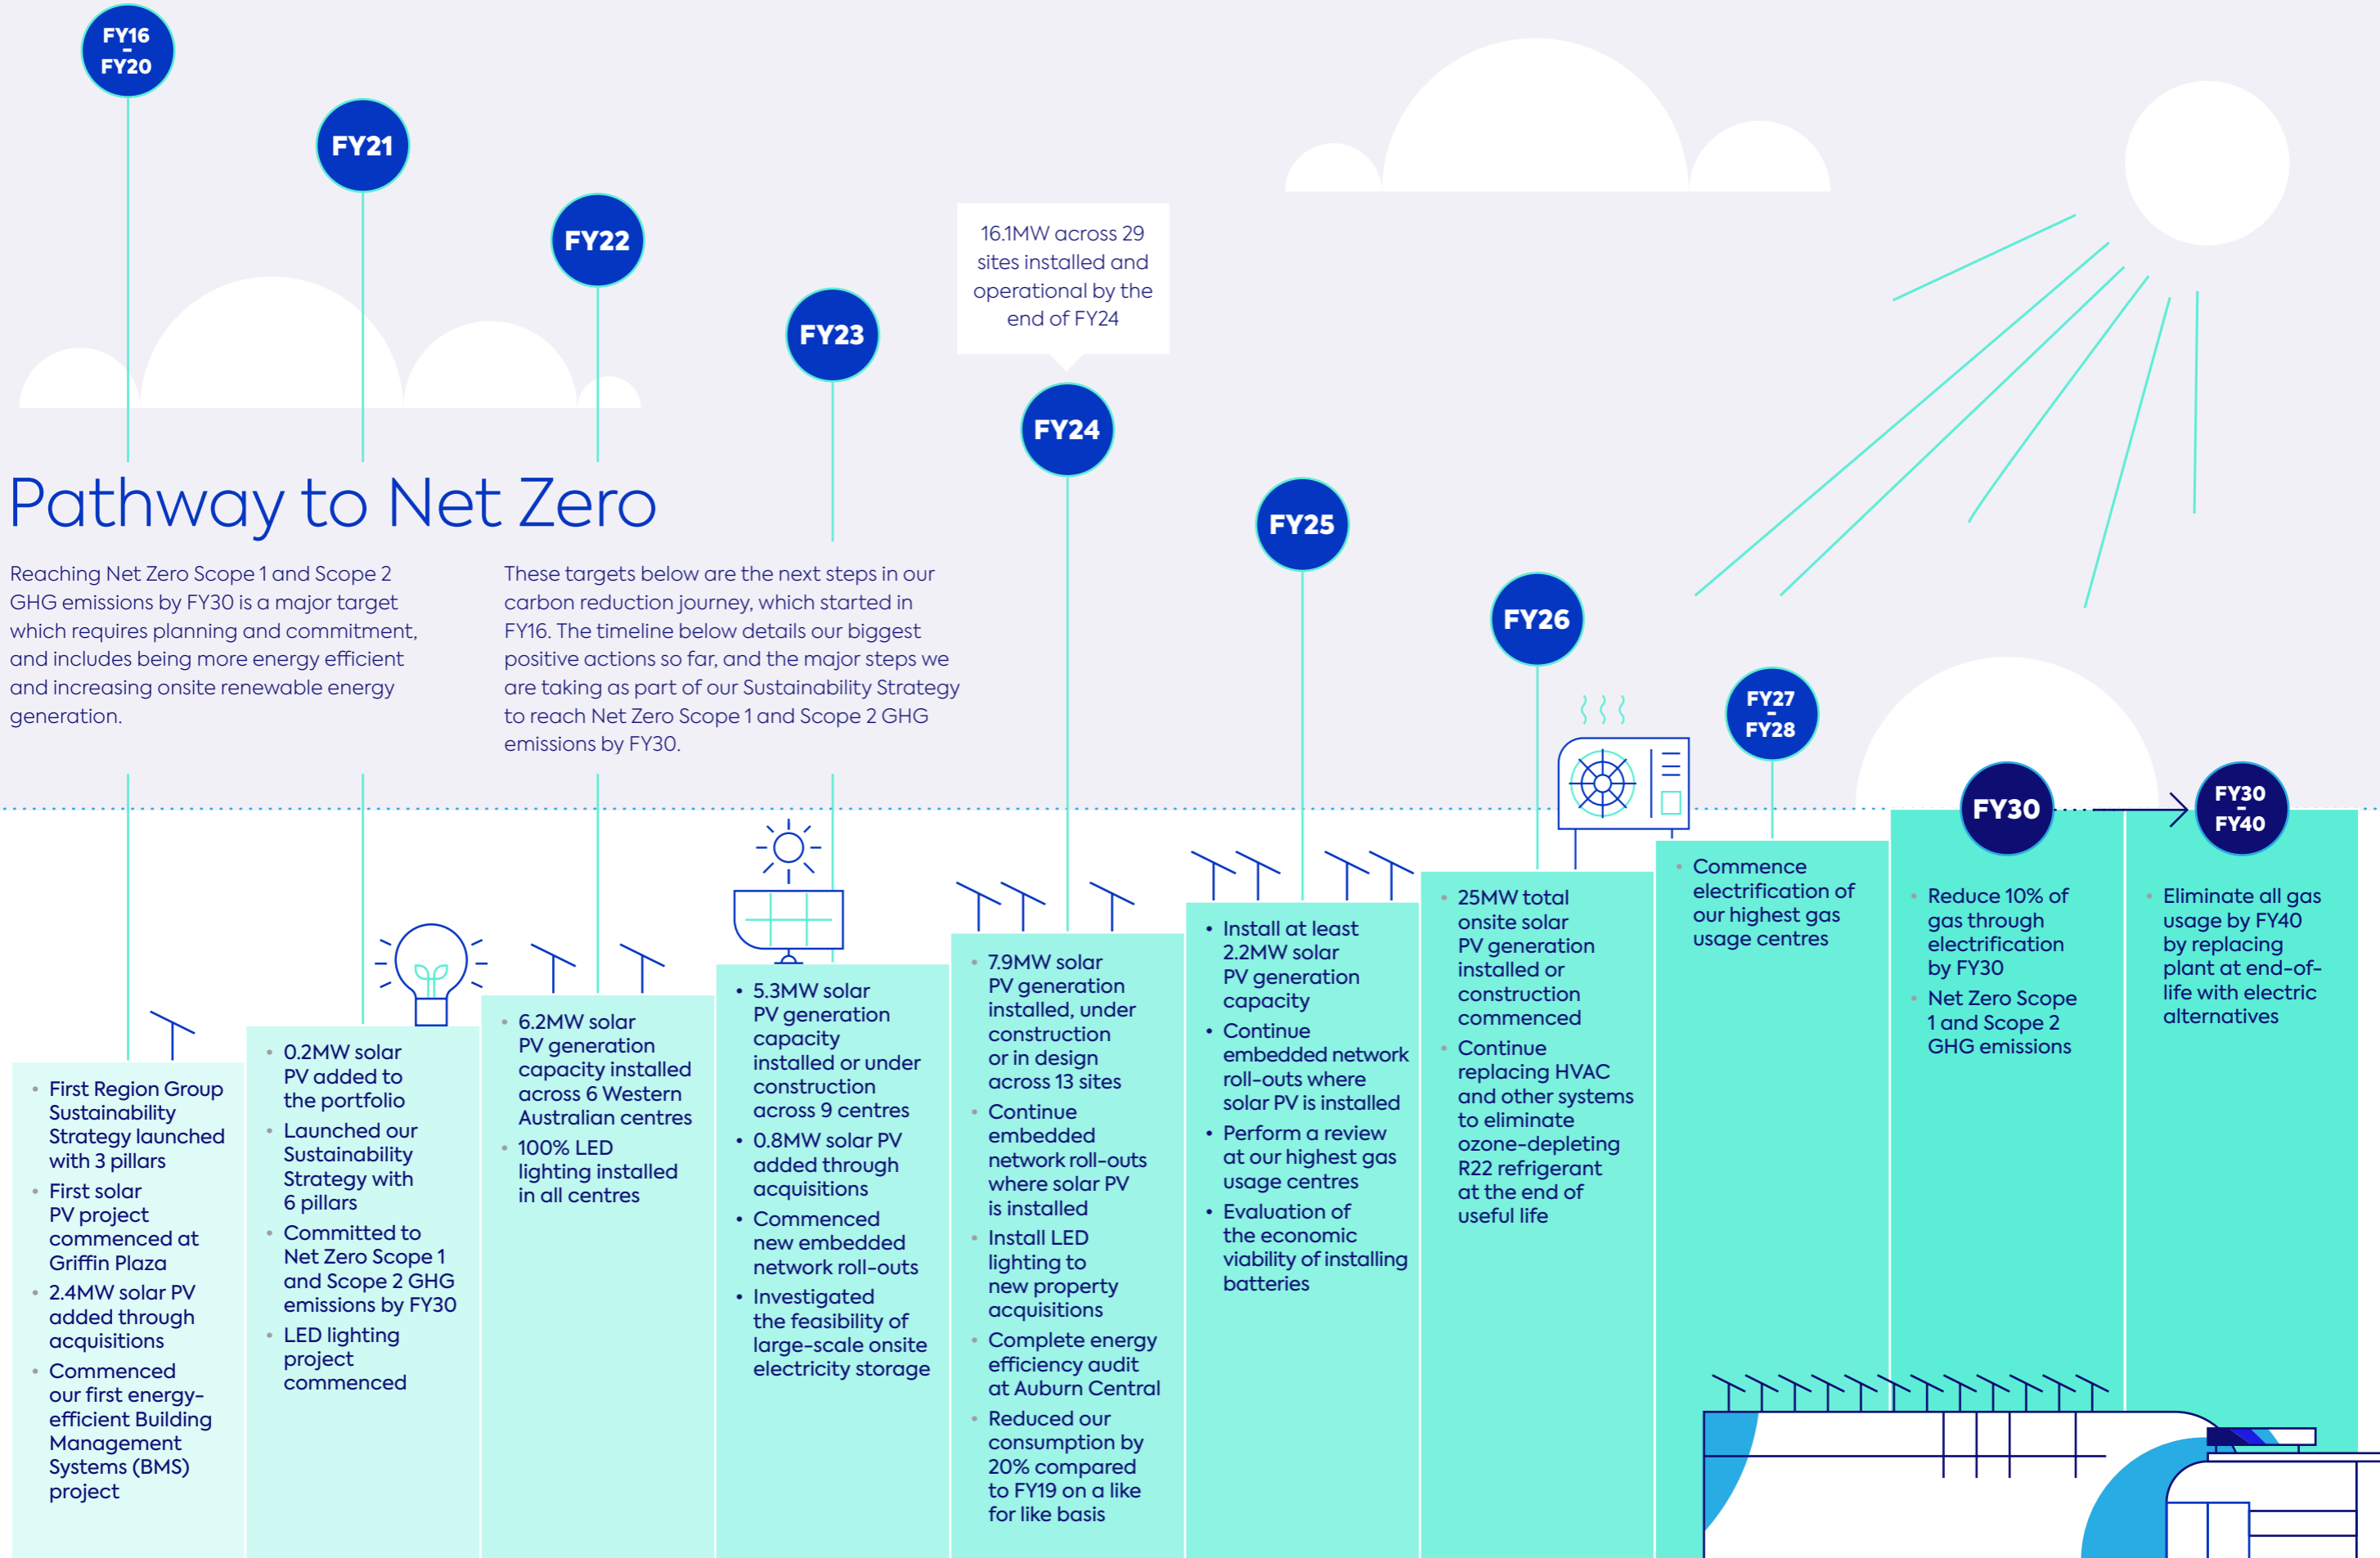 FY16
–
FY20
FY21
FY22
FY23
16.1MW across 29
sites installed and
operational by the
end of FY24
FY24
FY25
FY26
FY27
–
FY28
FY30
FY30
–
FY40
Pathway to Net Zero
Reaching Net Zero Scope 1 and Scope 2
GHG emissions by FY30 is a major target
which requires planning and commitment,
and includes being more energy efficient
and increasing onsite renewable energy
generation.
These targets below are the next steps in our
carbon reduction journey, which started in
FY16. The timeline below details our biggest
positive actions so far, and the major steps we
are taking as part of our Sustainability Strategy
to reach Net Zero Scope 1 and Scope 2 GHG
emissions by FY30.
• First Region Group
Sustainability
Strategy launched
with 3 pillars
• First solar
PV project
commenced at
Griffin Plaza
• 2.4MW solar PV
added through
acquisitions
• Commenced
our first energy-
efficient Building
Management
Systems (BMS)
project
• 0.2MW solar
PV added to
the portfolio
• Launched our
Sustainability
Strategy with
6 pillars
• Committed to
Net Zero Scope 1
and Scope 2 GHG
emissions by FY30
• LED lighting
project
commenced
• 6.2MW solar
PV generation
capacity installed
across 6 Western
Australian centres
• 100% LED
lighting installed
in all centres
• 5.3MW solar
PV generation
capacity
installed or under
construction
across 9 centres
• 0.8MW solar PV
added through
acquisitions
• Commenced
new embedded
network roll-outs
• Investigated
the feasibility of
large-scale onsite
electricity storage
• 7.9MW solar
PV generation
installed, under
construction
or in design
across 13 sites
• Continue
embedded
network roll-outs
where solar PV
is installed
• Install LED
lighting to
new property
acquisitions
• Complete energy
efficiency audit
at Auburn Central
• Reduced our
consumption by
20% compared
to FY19 on a like
for like basis
• Install at least
2.2MW solar
PV generation
capacity
• Continue
embedded network
roll-outs where
solar PV is installed
• Perform a review
at our highest gas
usage centres
• Evaluation of
the economic
viability of installing
batteries
• 25MW total
onsite solar
PV generation
installed or
construction
commenced
• Continue
replacing HVAC
and other systems
to eliminate
ozone-depleting
R22 refrigerant
at the end of
useful life
• Commence
electrification of
our highest gas
usage centres
• Reduce 10% of
gas through
electrification
by FY30
• Net Zero Scope
1 and Scope 2
GHG emissions
• Eliminate all gas
usage by FY40
by replacing
plant at end-of-
life with electric
alternatives